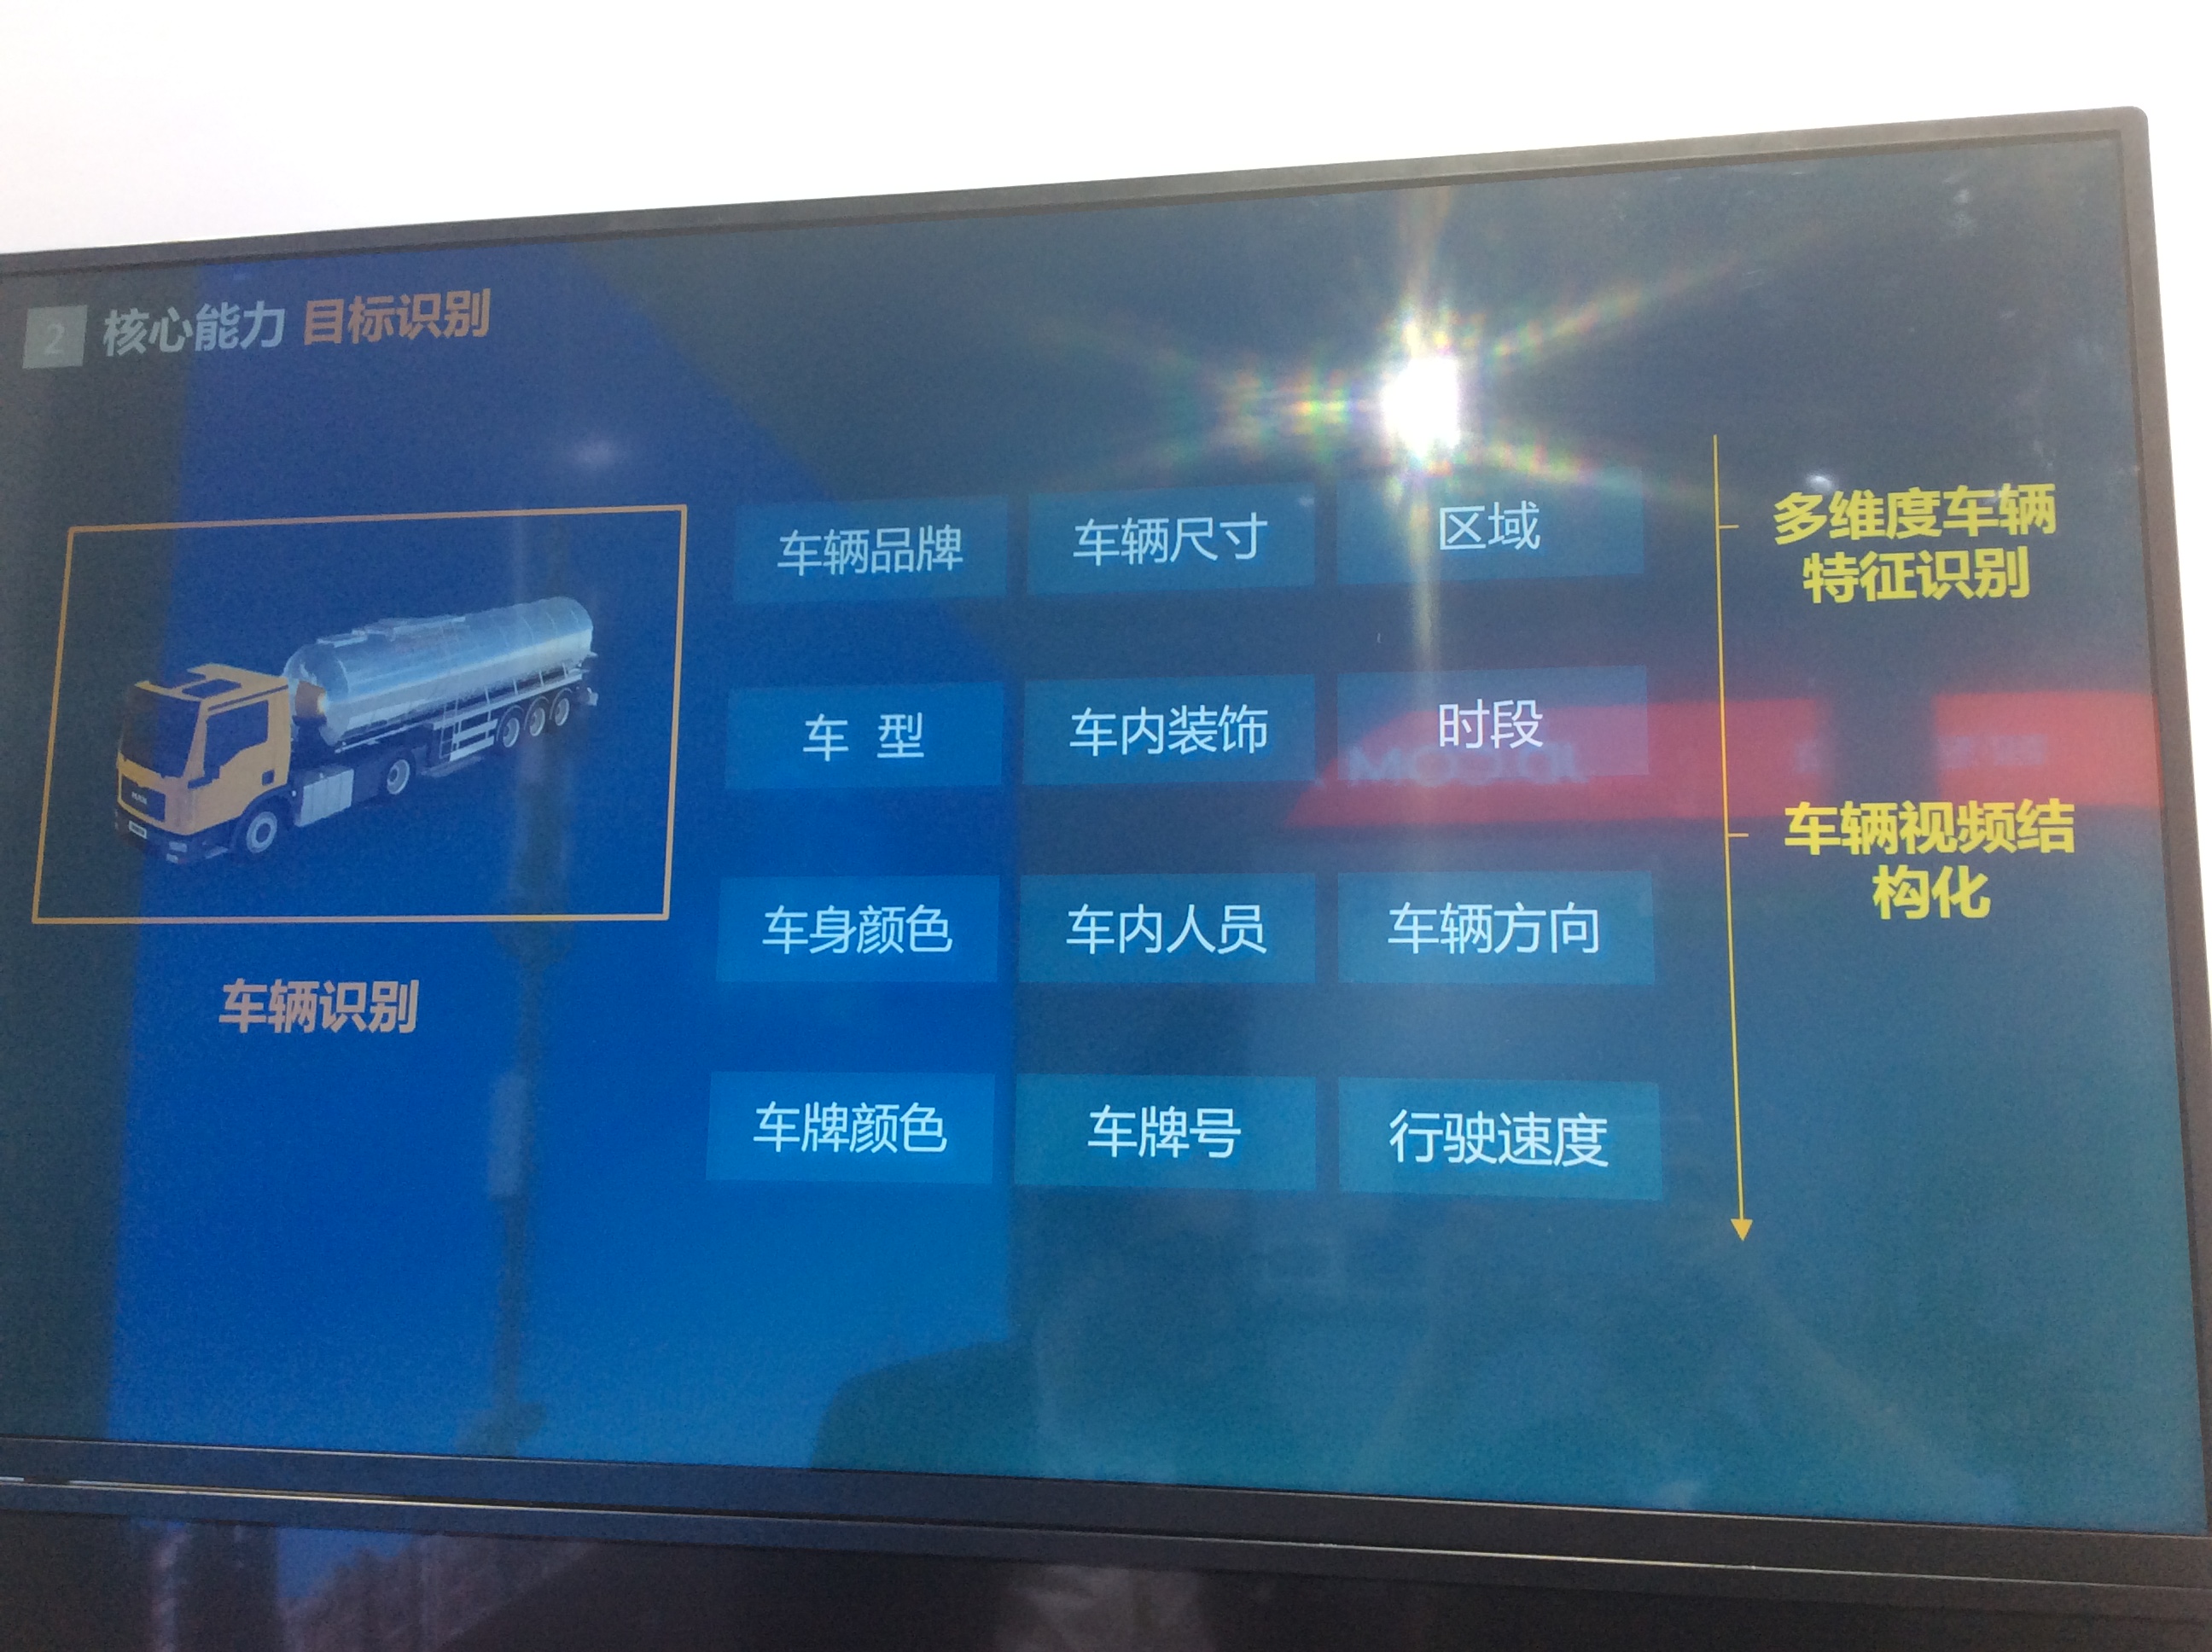 2 核心能力 目标识别
车辆品牌 车辆尺寸 区域
多维度车辆
特征识别
车 型 车内装饰 时段
车辆视频结
构化
车身颜色 车内人员 车辆方向
车辆识别
车牌颜色 车牌号 行驶速度